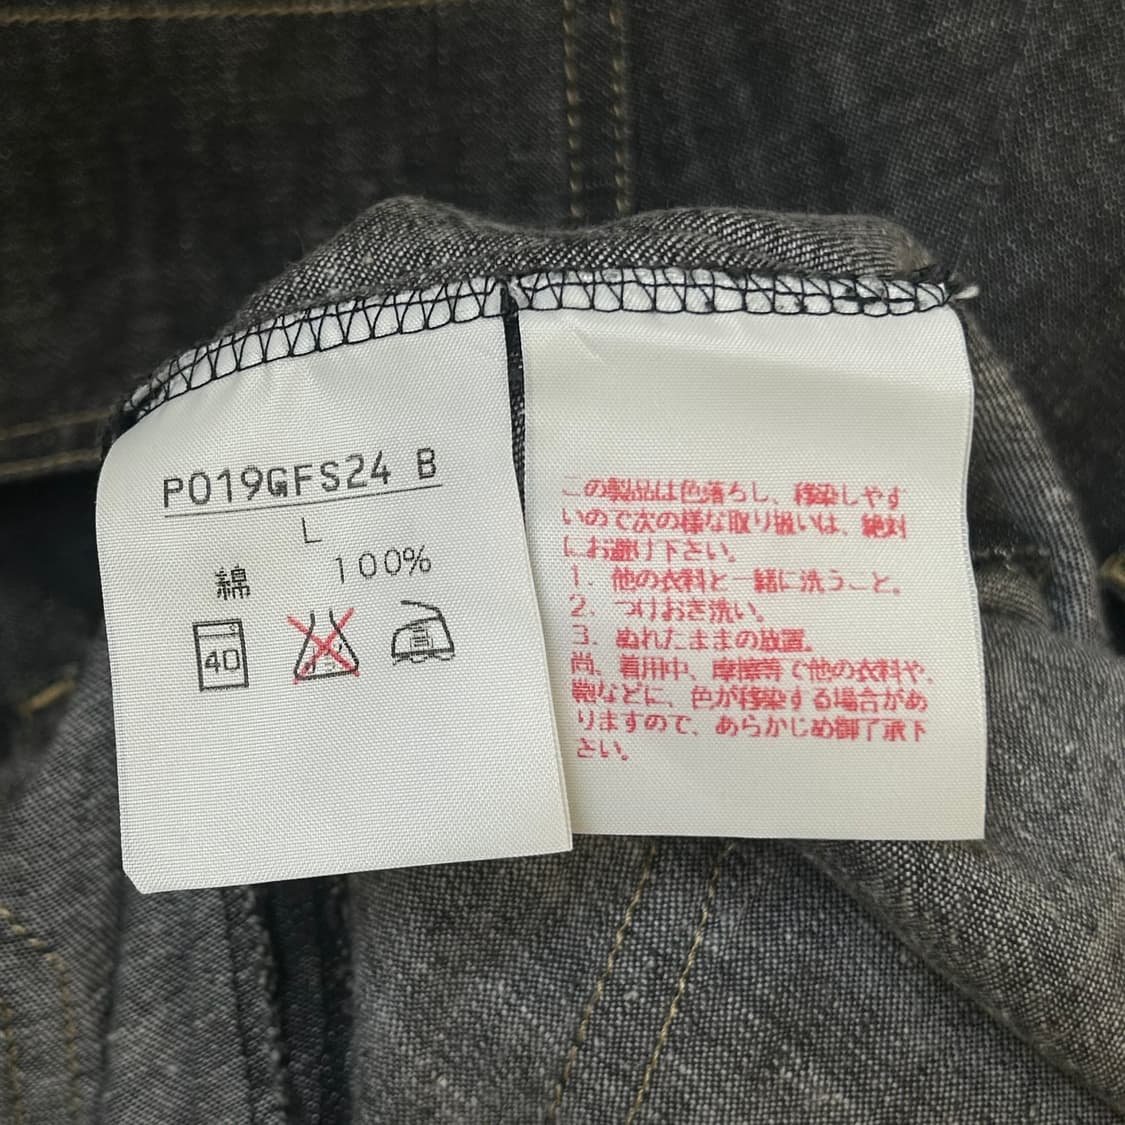 P019GFS24 B
L
綿 100%
40
この製品は色落ちし、移染しやす
いので次の様な取り扱いは、絶対
にお避け下さい。
1. 他の衣料と一緒に洗うこと。
2. つけおき洗い。
3. ぬれたままの放置。
尚、着用中、摩擦等で他の衣料や、
鞄などに、色が移染する場合があ
りますので、あらかじめ御了承下
さい。